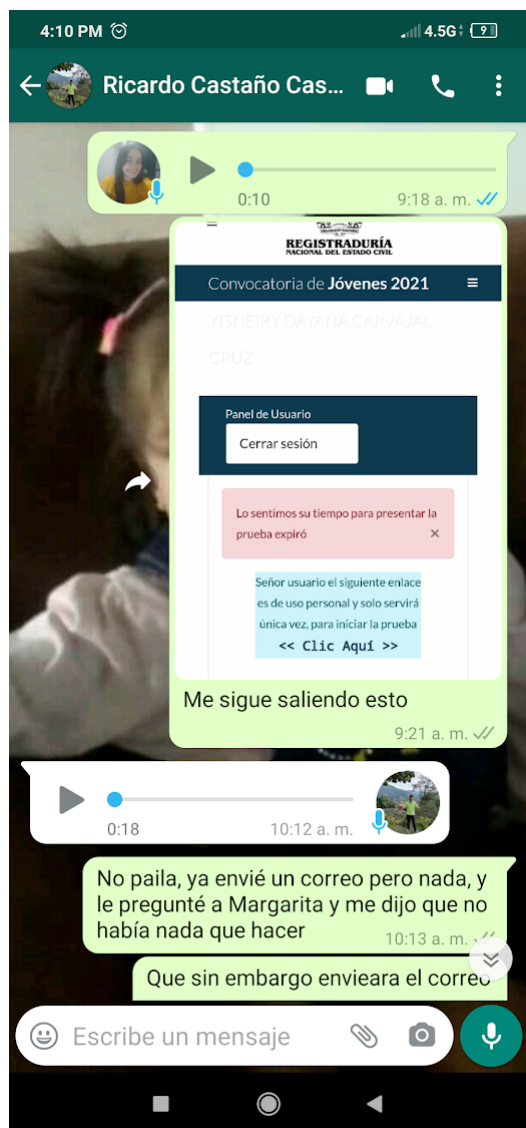 4:10 PM 4.5G 9
Ricardo Castaño Cas...
0:10 9:18 a. m.
REGISTRADURÍA
NACIONAL DEL ESTADO CIVIL
Convocatoria de Jóvenes 2021
YISNEIRY DAYANA CARVAJAL
CRUZ
Panel de Usuario
Cerrar sesión
Lo sentimos su tiempo para presentar la
prueba expiró ×
Señor usuario el siguiente enlace
es de uso personal y solo servirá
única vez, para iniciar la prueba
<< Clic Aquí >>
Me sigue saliendo esto
9:21 a. m.
0:18 10:12 a. m.
No paila, ya envié un correo pero nada, y
le pregunté a Margarita y me dijo que no
había nada que hacer 10:13 a. m.
Que sin embargo envieara el correo
Escribe un mensaje